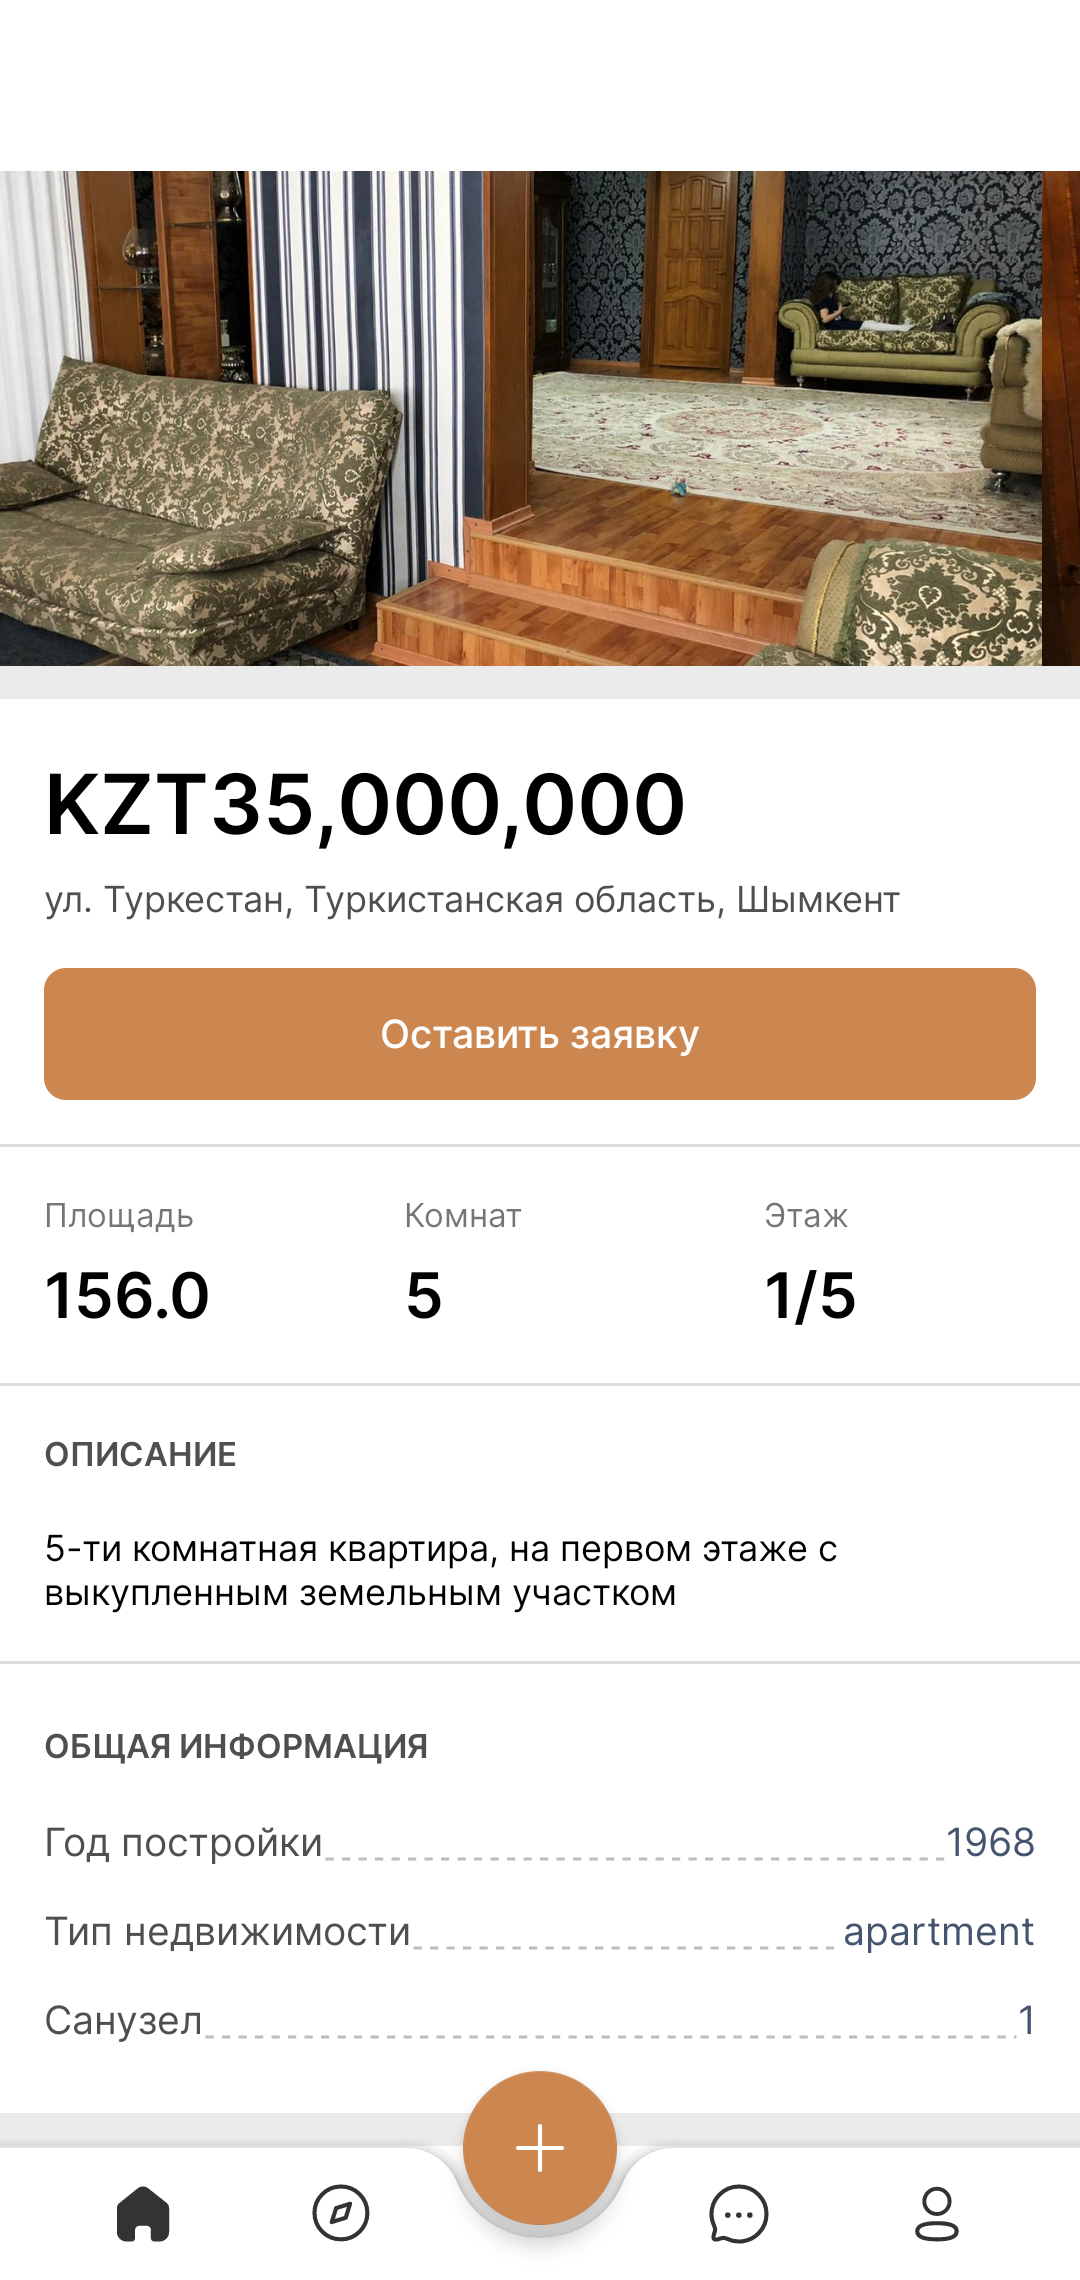 KZT35,000,000
ул. Туркестан, Туркистанская область, Шымкент
Оставить заявку
Площадь Комнат Этаж
156.0 5 1/5
ОПИСАНИЕ
5-ти комнатная квартира, на первом этаже с
выкупленным земельным участком
ОБЩАЯ ИНФОРМАЦИЯ
Год постройки 1968
Тип недвижимости apartment
Санузел 1